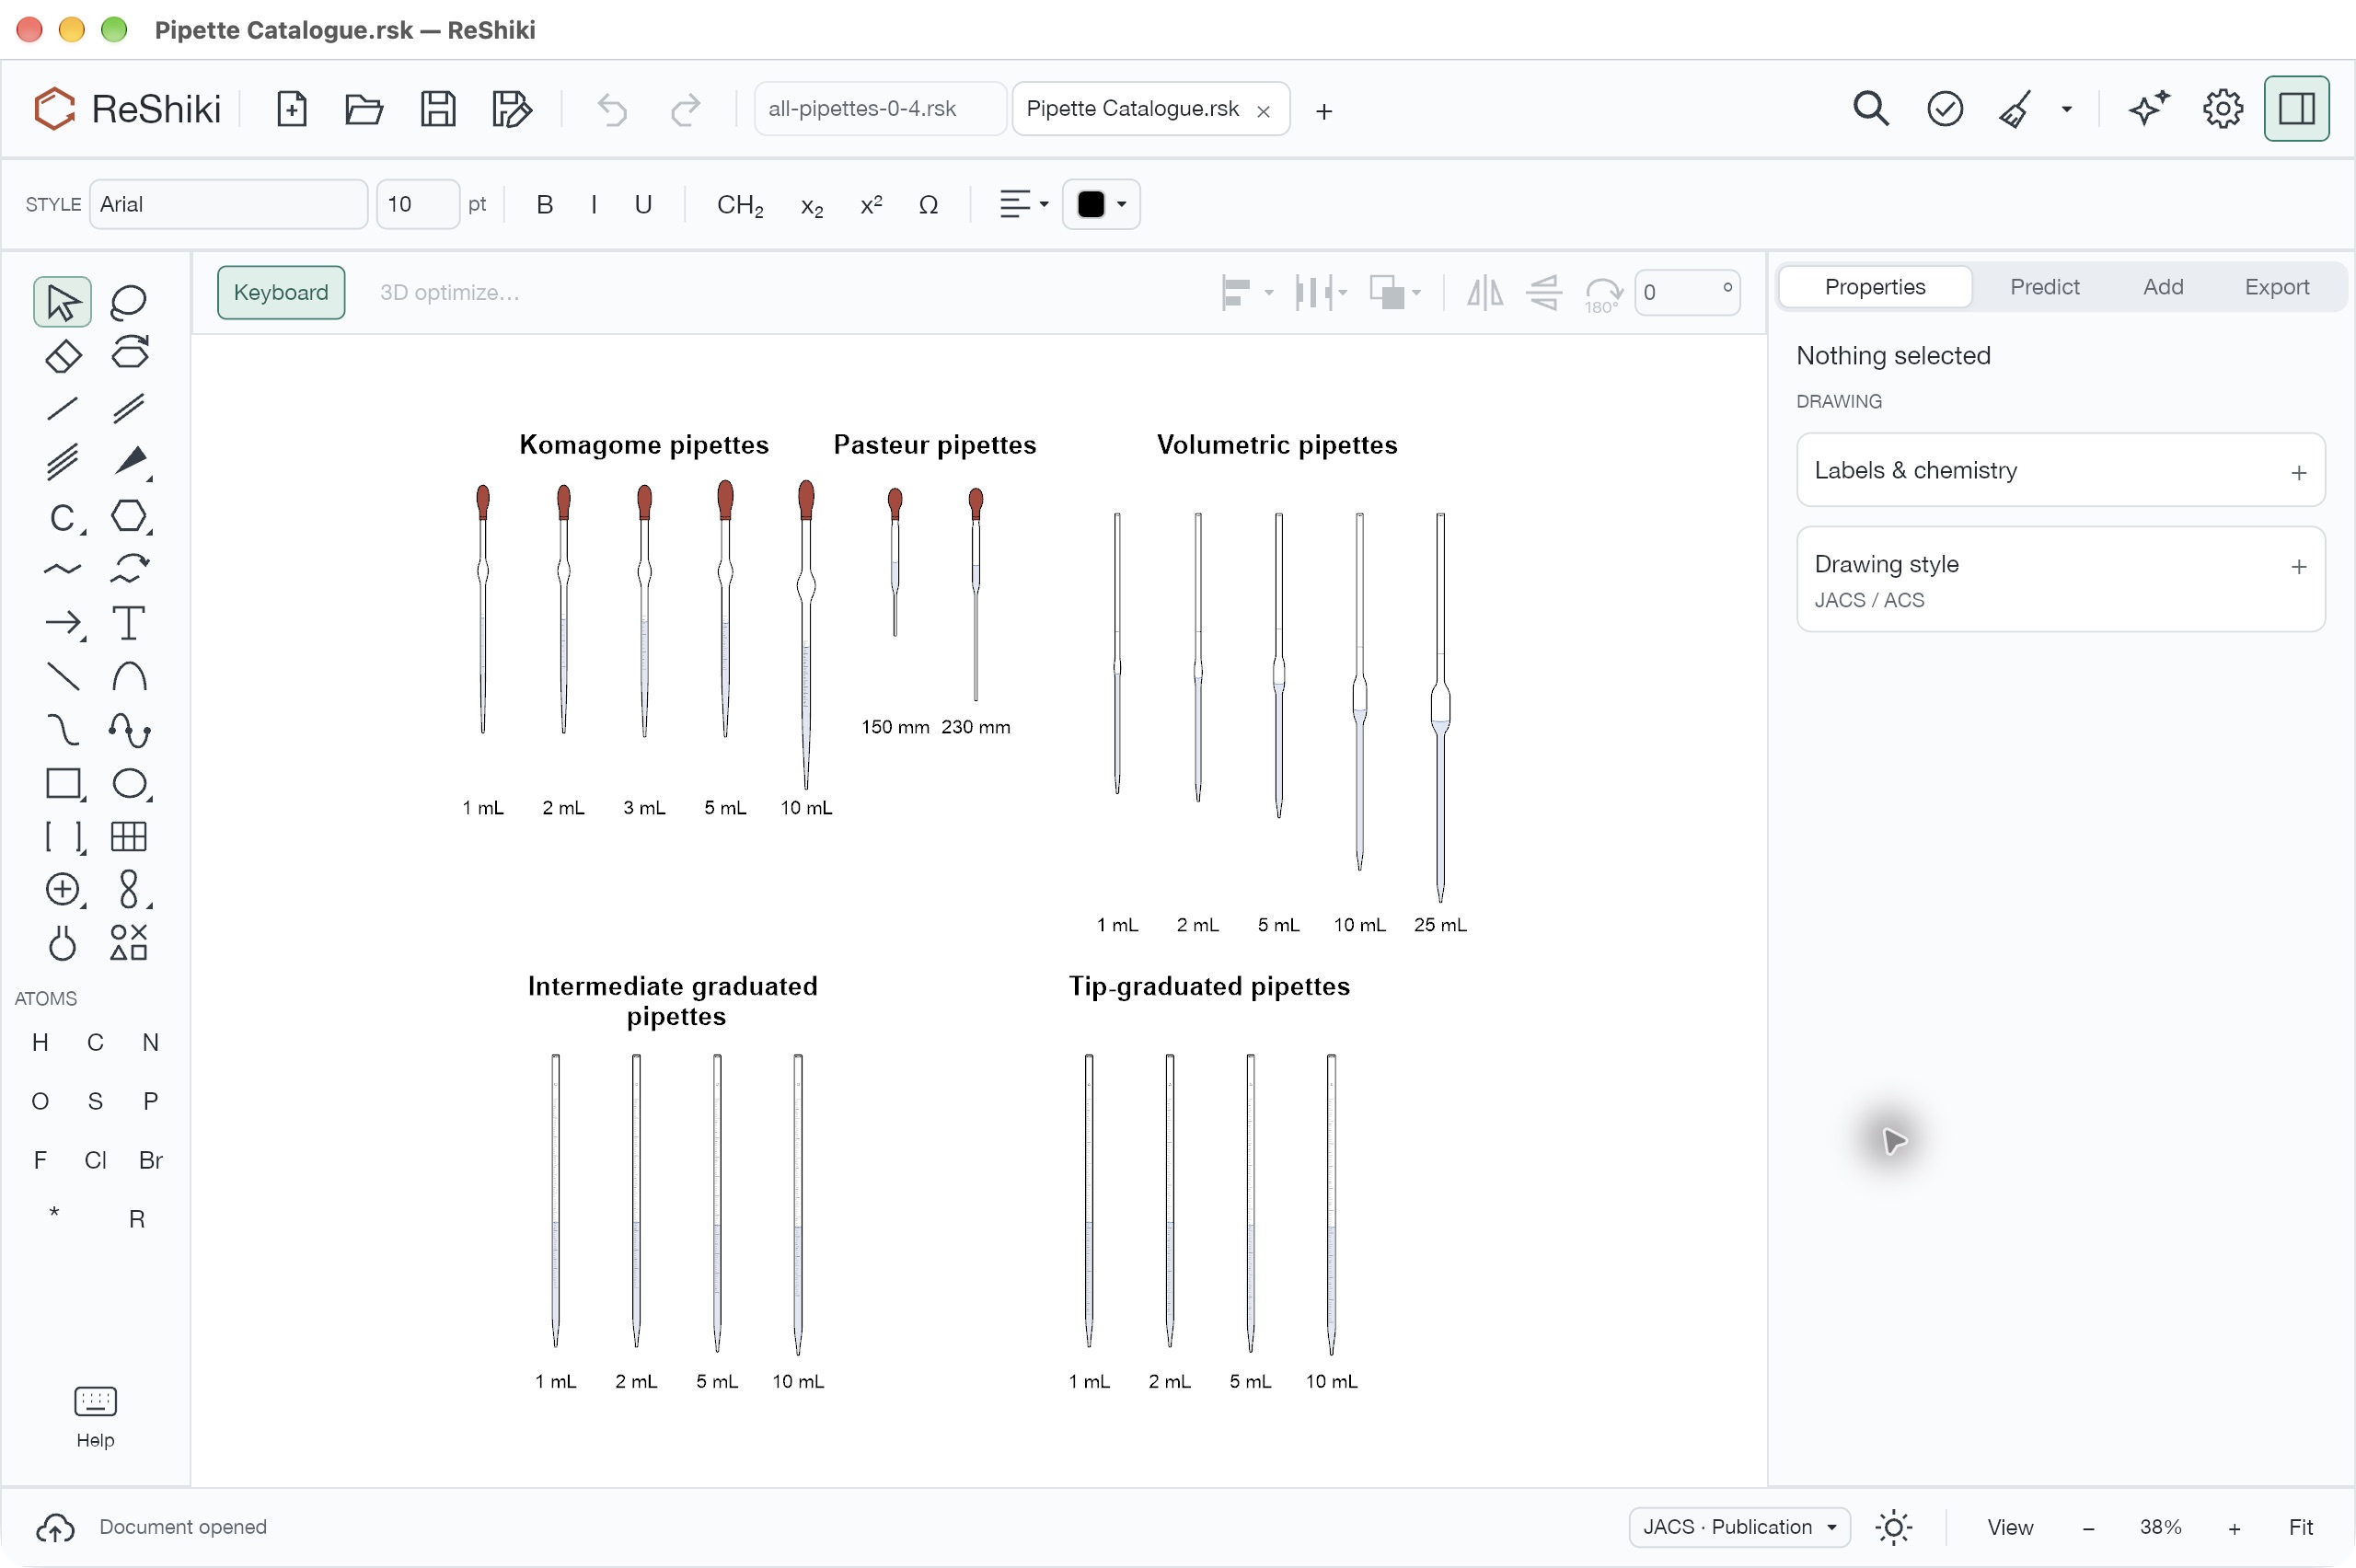 Pipette Catalogue.rsk — ReShiki
ReShiki
all-pipettes-0-4.rsk
Pipette Catalogue.rsk
STYLE Arial 10 pt B I U CH₂ x₂ x² Ω
Keyboard 3D optimize…
180° 0 °
Properties Predict Add Export
Nothing selected
DRAWING
Labels & chemistry
Drawing style
JACS / ACS
C
T
ATOMS
H C N
O S P
F Cl Br
* R
Help
Komagome pipettes
1 mL 2 mL 3 mL 5 mL 10 mL
Pasteur pipettes
150 mm 230 mm
Volumetric pipettes
1 mL 2 mL 5 mL 10 mL 25 mL
Intermediate graduated
pipettes
1 mL 2 mL 5 mL 10 mL
Tip-graduated pipettes
1 mL 2 mL 5 mL 10 mL
Document opened
JACS · Publication
View − 38% + Fit